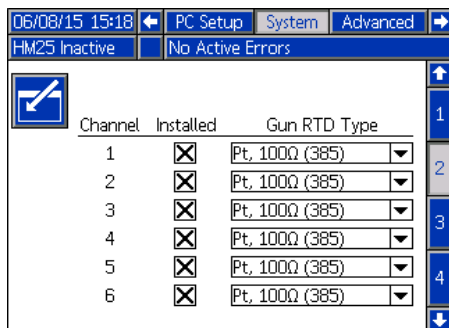 06/08/15 15:18 PC Setup System Advanced
HM25 Inactive No Active Errors
Channel Installed Gun RTD Type
1 Pt, 100Ω (385)
2 Pt, 100Ω (385)
3 Pt, 100Ω (385)
4 Pt, 100Ω (385)
5 Pt, 100Ω (385)
6 Pt, 100Ω (385)
1
2
3
4